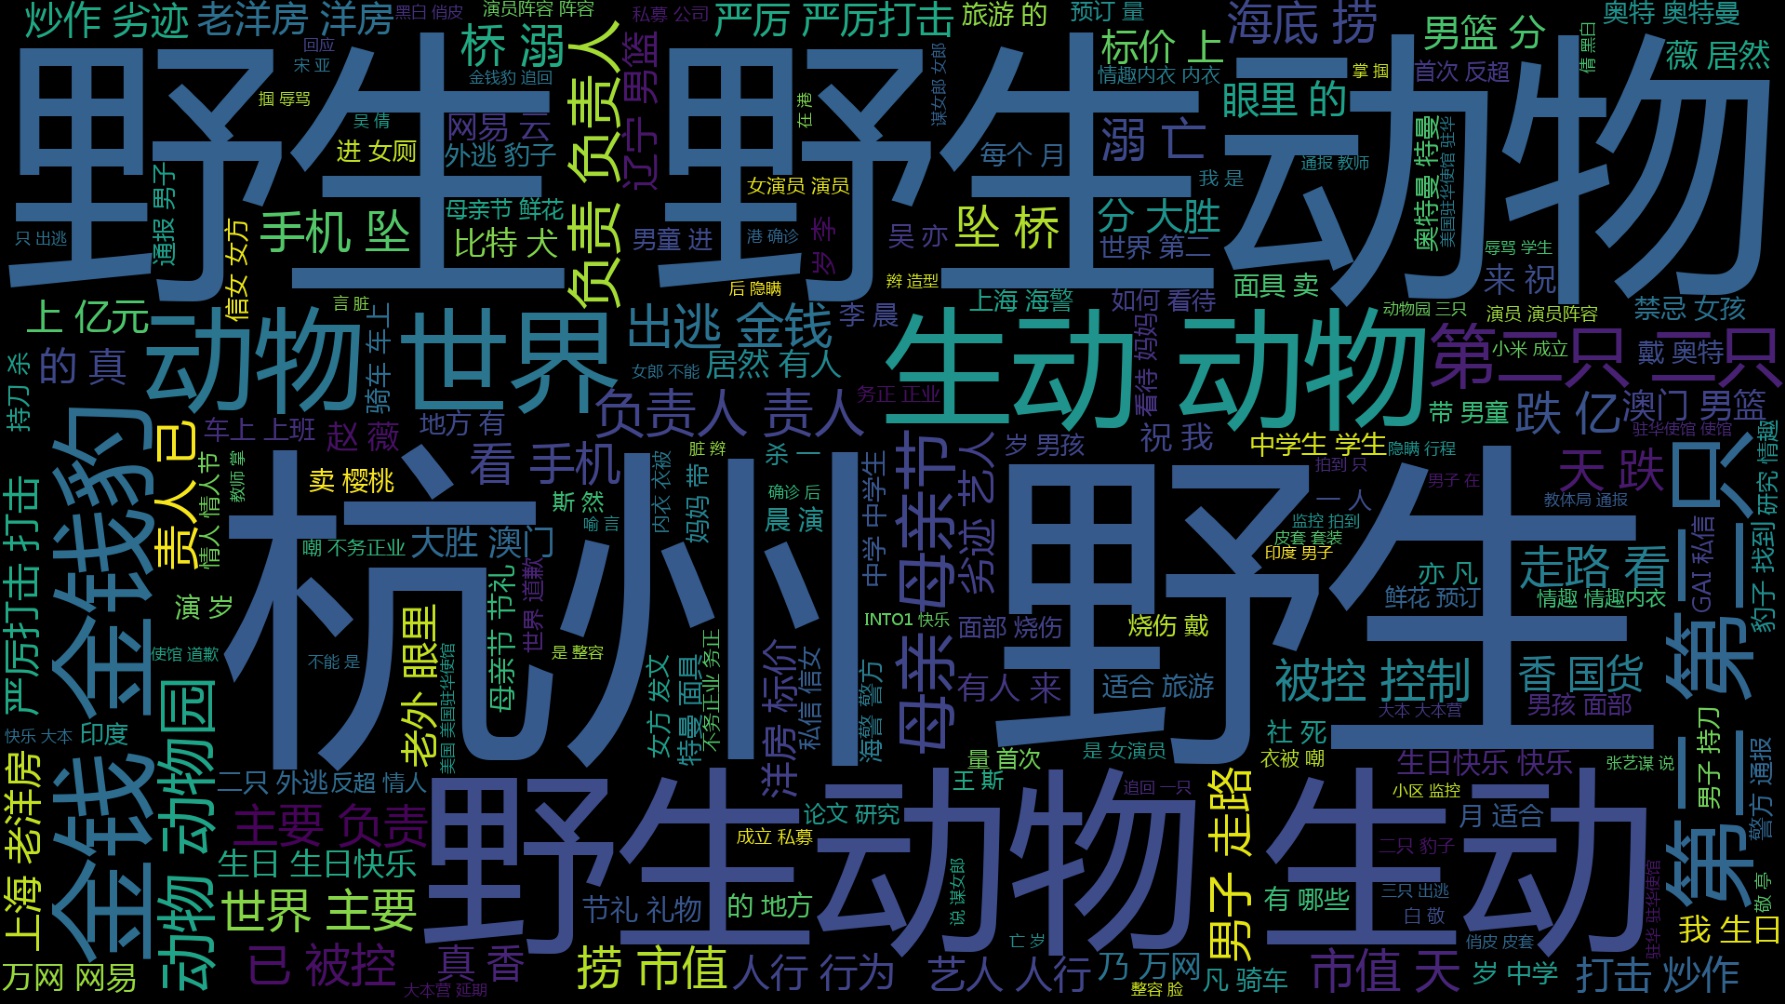 炒作 劣迹
老洋房 洋房
黑白 俏皮
演员阵容 阵容
私募 公司
严厉 严厉打击
旅游 的
预订 量
海底 捞
男篮 分
奥特 奥特曼
野生 野生动物
回应
宋 亚
桥 溺
金钱豹 追回
负责 负责人
辽宁 男篮
谋女郎 女郎
标价 上
情趣内衣 内衣
掌 掴
首次 反超
倩 黑白
薇 居然
掴 辱骂
吴 倩
进 女厕
网易 云
外逃 豹子
在 港
每个 月
溺 亡
眼里 的
通报 教师
奥特曼 特曼
美国驻华使馆 驻华
女演员 演员
我 是
通报 男子
信女 女方
只 出逃
手机 坠
母亲节 鲜花
比特 犬
男童 进
港 确诊
岁 李
吴 亦
坠 桥
分 大胜
世界 第二
辱骂 学生
来 祝
后 隐瞒
辫 造型
面具 卖
上 亿元
言 脏
上海 海警
如何 看待
动物园 三只
演员 演员阵容
禁忌 女孩
动物 世界
出逃 金钱
李 晨
生动 动物
第二只 二只
小米 成立
戴 奥特
的 真
骑车 车上
女郎 不能
居然 有人
看待 妈妈
持刀 杀
务正 正业
带 男童
跌 亿
澳门 男篮
负责人 责人
车上 上班
赵 薇
地方 有
看 手机
脏 辫
杀 一
岁 男孩
祝 我
中学生 学生
隐瞒 行程
驻华使馆 使馆
金钱 金钱豹
责人 已
情人 情人节
教师 掌
卖 樱桃
杭州 野生
斯 然
内衣 衣被
妈妈 带
确诊 后
晨 演
中学 中学生
母亲 母亲节
劣迹 艺人
拍到 只
男子 在
一 人
天 跌
教体局 通报
第二 第二只
研究 情趣
严厉打击 打击
嘲 不务正业
大胜 澳门
喻 言
监控 拍到
皮套 套装
印度 男子
走路 看
GAI 私信
豹子 找到
演 岁
老外 眼里
母亲节 节礼
世界 道歉
INTO1 快乐
面部 烧伤
烧伤 戴
亦 凡
鲜花 预订
情趣 情趣内衣
使馆 道歉
不能 是
是 整容
美国 美国驻华使馆
女方 发文
特曼 面具
不务正业 务正
洋房 标价
私信 信女
海警 警方
有人 来
适合 旅游
被控 控制
香 国货
男孩 面部
大本 大本营
快乐 大本
印度
动物 动物园
上海 老洋房
社 死
量 首次
是 女演员
衣被 嘲
生日快乐 快乐
张艺谋 说
男子 持刀
警方 通报
二只 外逃
反超 情人
野生动物 生动
王 斯
追回 一只
小区 监控
主要 负责
论文 研究
成立 私募
男子 走路
月 适合
二只 豹子
生日 生日快乐
世界 主要
节礼 礼物
的 地方
说 谋女郎
有 哪些
三只 出逃
白 敬
驻华 驻华使馆
敬 亭
我 生日
万网 网易
已 被控
真 香
大本营 延期
捞 市值
人行 行为
艺人 人行
亡 岁
乃 万网
整容 脸
凡 骑车
市值 天
俏皮 皮套
岁 中学
打击 炒作